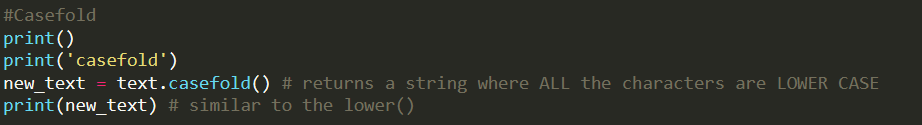 #Casefold
print()
print('casefold')
new_text = text.casefold() # returns a string where ALL the characters are LOWER CASE
print(new_text) # similar to the lower()